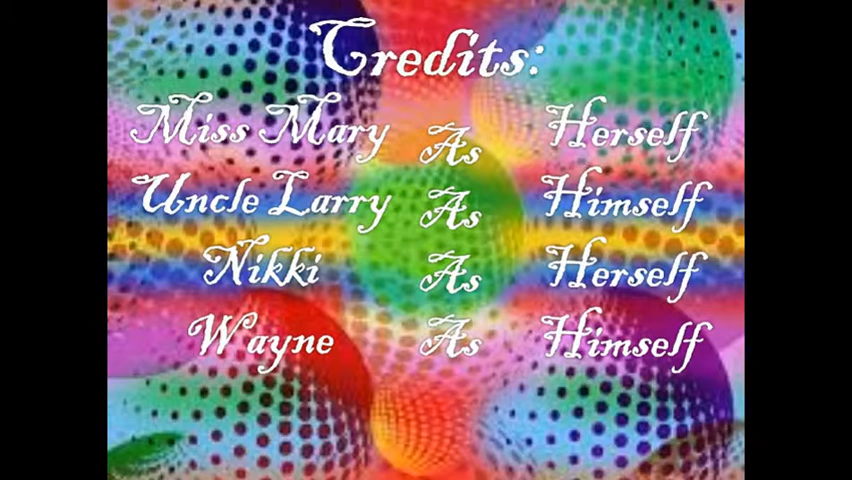 Credits:
Miss Mary As Herself
Uncle Larry As Himself
Nikki As Herself
Wayne As Himself